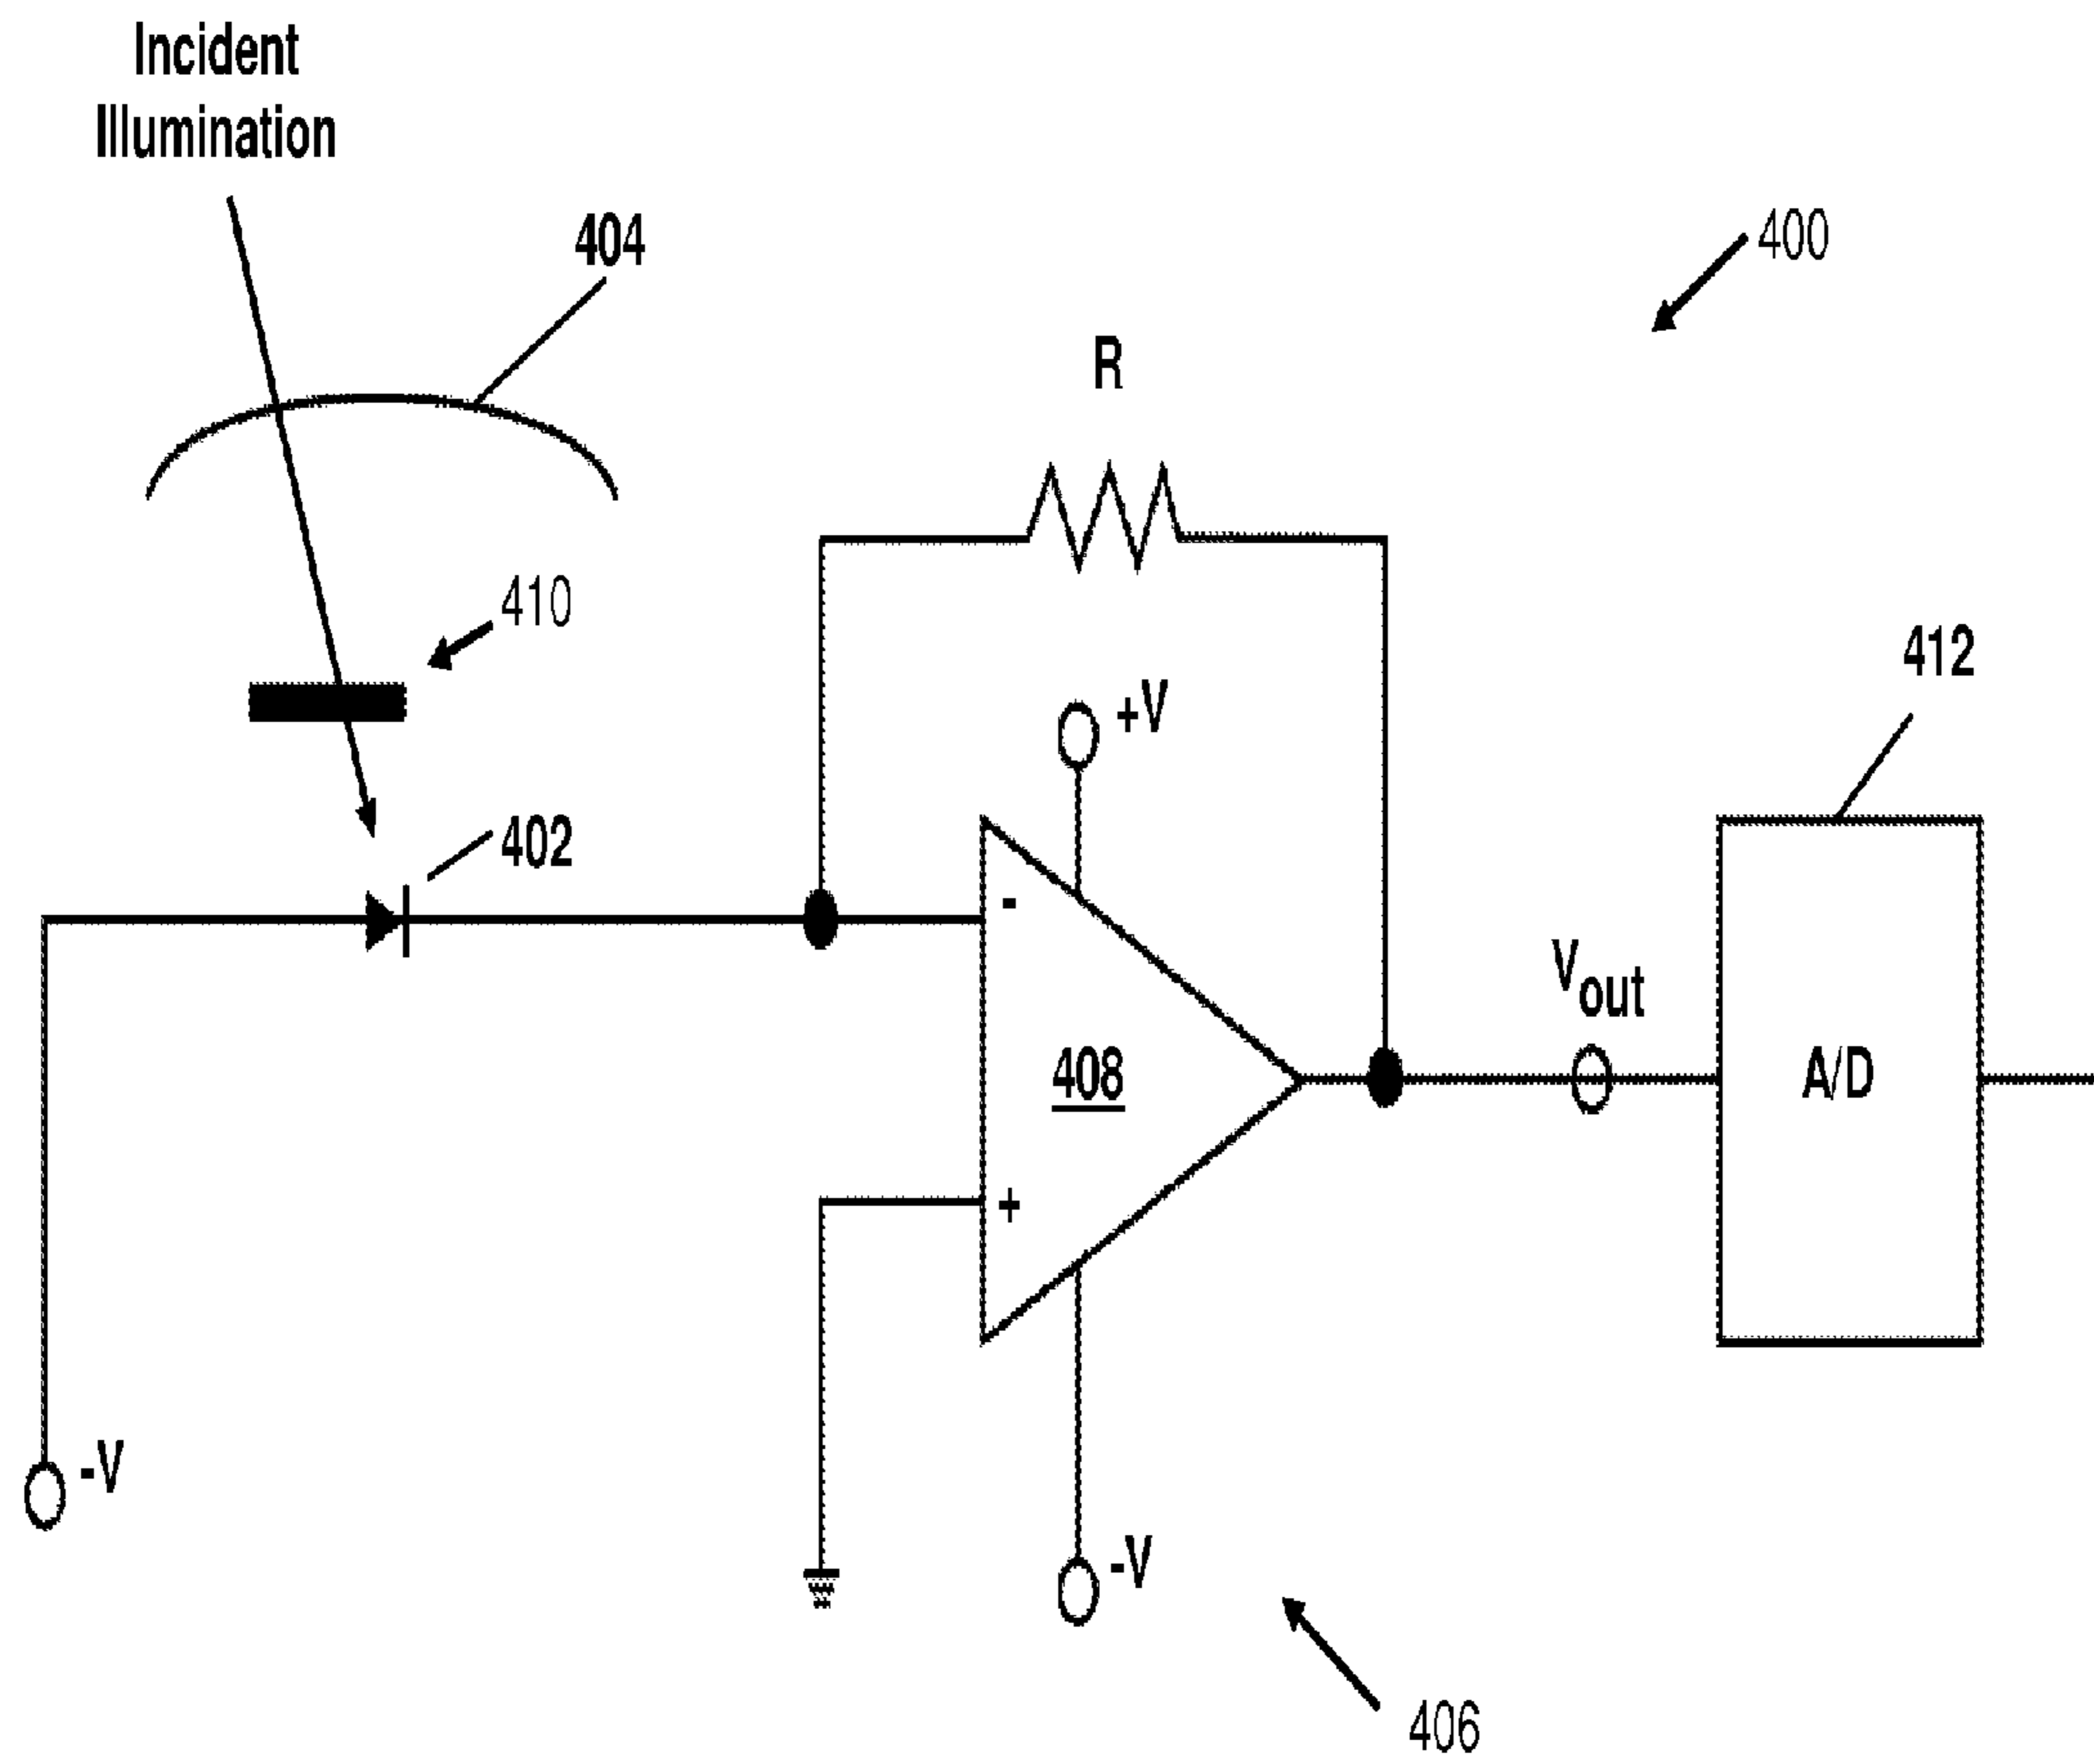 Incident
Illumination
404
400
R
410
412
+V
402
-
Vout
408
A/D
+
-V
-V
406